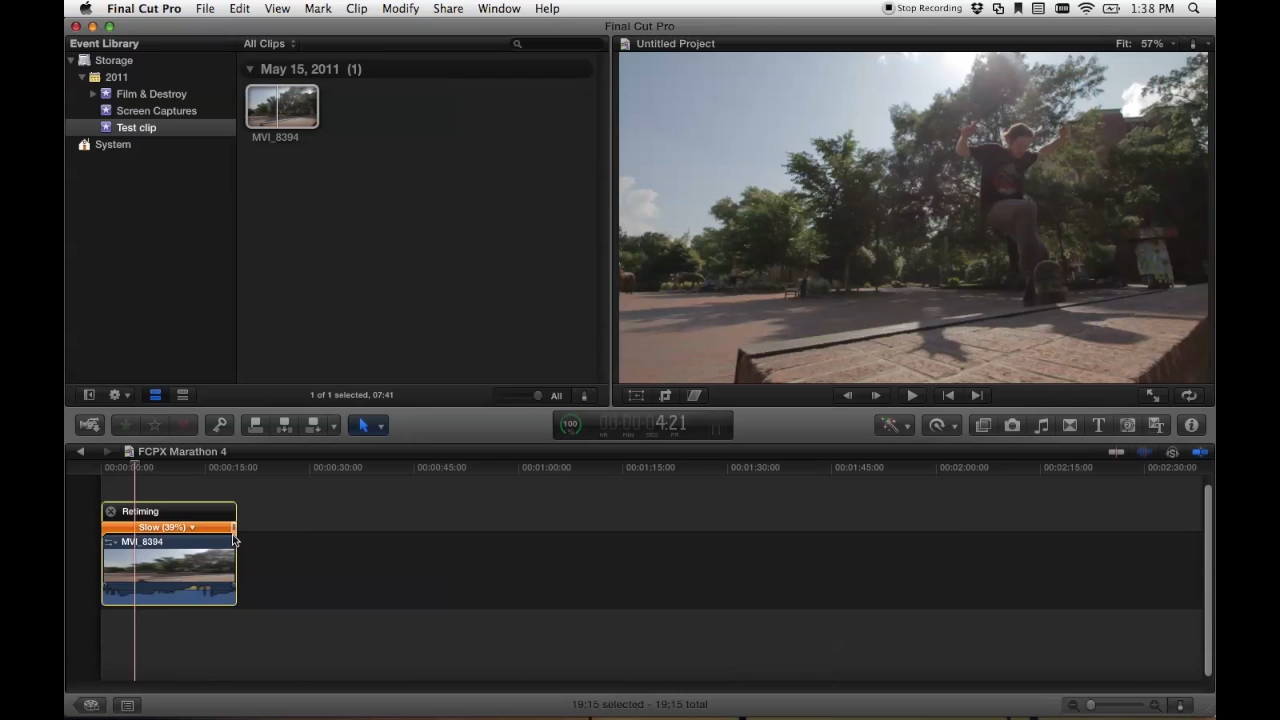 Final Cut Pro File Edit View Mark Clip Modify Share Window Help Stop Recording 1:38 PM
Final Cut Pro
Event Library All Clips Untitled Project Fit: 57%
Storage
May 15, 2011 (1)
2011
Film & Destroy
Screen Captures
Test clip
MVI_8394
System
1 of 1 selected, 07:41 All
100 % 4:21
HR MIN SEC FR
FCPX Marathon 4
00:00:00:00 00:00:15:00 00:00:30:00 00:00:45:00 00:01:00:00 00:01:15:00 00:01:30:00 00:01:45:00 00:02:00:00 00:02:15:00 00:02:30:00
Retiming
Slow (39%)
MVI_8394
19:15 selected - 19:15 total